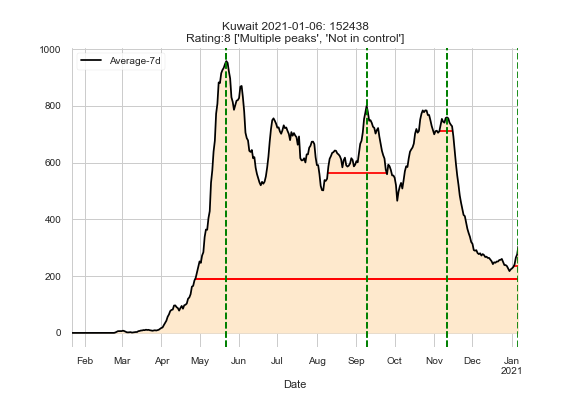 Kuwait 2021-01-06: 152438
Rating:8 ['Multiple peaks', 'Not in control']
1000
Average-7d
800
600
400
200
0
Feb Mar Apr May Jun Jul Aug Sep Oct Nov Dec Jan
2021
Date